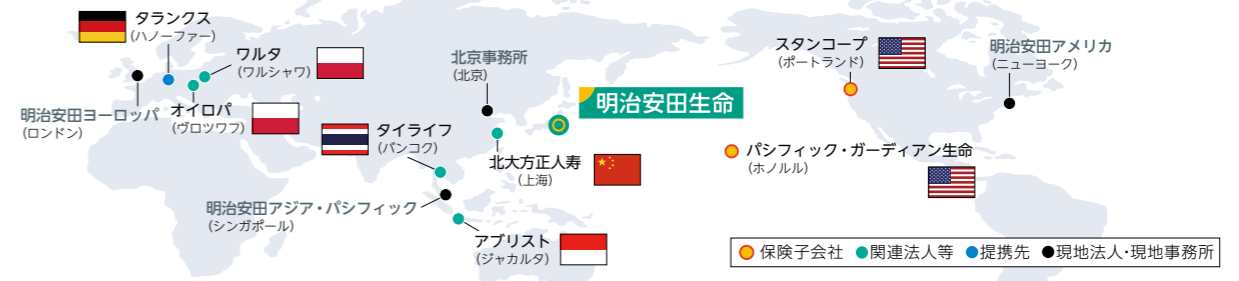 タランクス
(ハノーファー)
ワルタ
(ワルシャワ)
明治安田ヨーロッパ
(ロンドン)
オイロパ
(ヴロツワフ)
北京事務所
(北京)
明治安田生命
タイライフ
(バンコク)
北大方正人寿
(上海)
明治安田アジア・パシフィック
(シンガポール)
アブリスト
(ジャカルタ)
スタンコープ
(ポートランド)
明治安田アメリカ
(ニューヨーク)
パシフィック・ガーディアン生命
(ホノルル)
保険子会社 関連法人等 提携先 現地法人・現地事務所